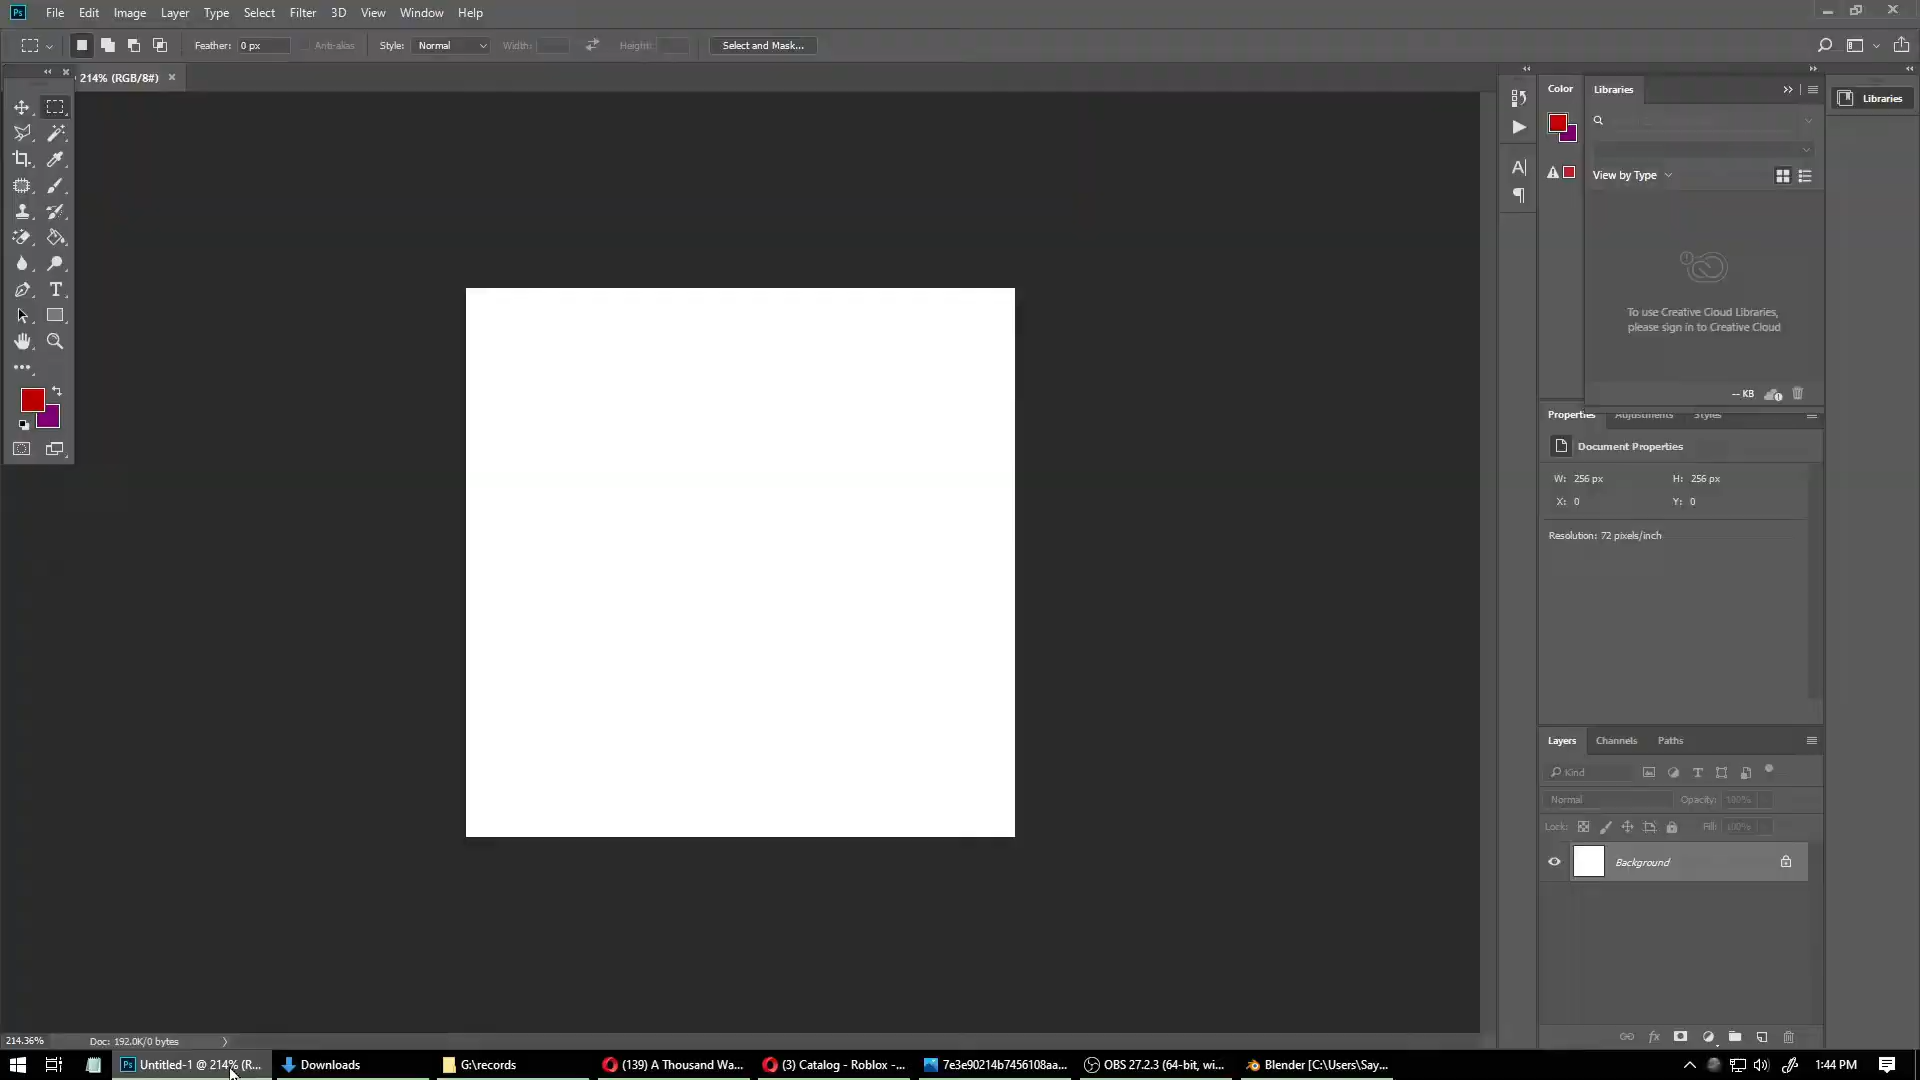 Ps File Edit Image Layer Type Select Filter 3D View Window Help
Feather: 0 px Anti-alias Style: Normal Width: Height: Select and Mask...
214% (RGB/8#)
Color
Libraries
Libraries
View by Type
To use Creative Cloud Libraries,
please sign in to Creative Cloud
-- KB
Properties Adjustments Styles
Document Properties
W: 256 px H: 256 px
X: 0 Y: 0
Resolution: 72 pixels/inch
Layers Channels Paths
Kind
Normal Opacity: 100%
Lock: Fill: 100%
Background
214.36% Doc: 192.0K/0 bytes
Untitled-1 @ 214% (R... Downloads G:\records (139) A Thousand Wa... (3) Catalog - Roblox -... 7e3e90214b7456108aa... OBS 27.2.3 (64-bit, wi... Blender [C:\Users\Say... 1:44 PM